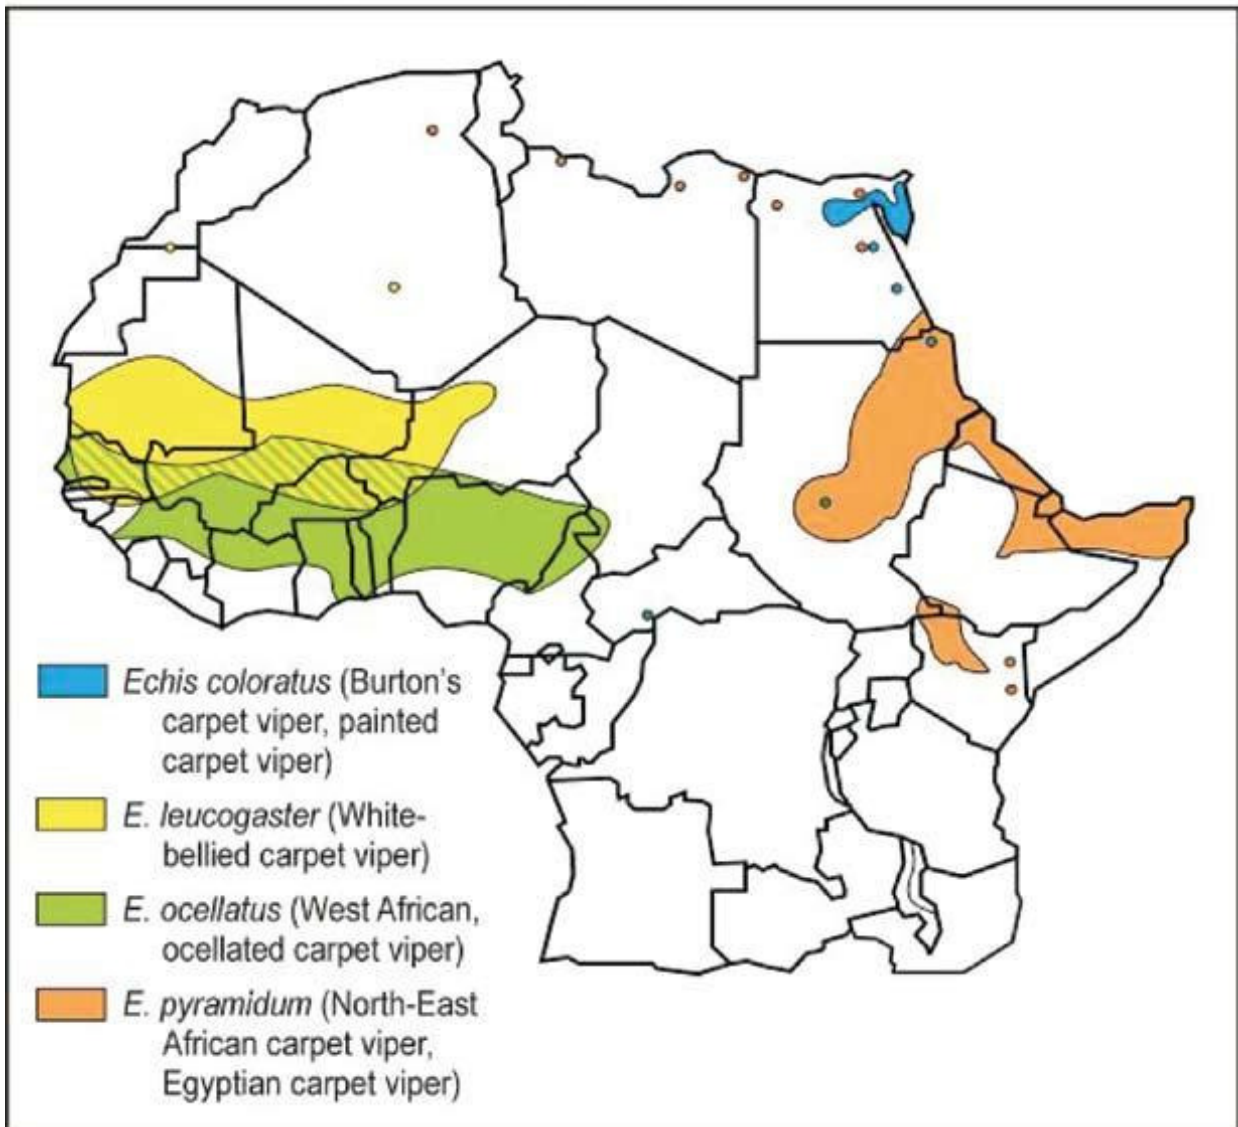 Echis coloratus (Burton's
carpet viper, painted
carpet viper)
E. leucogaster (White-
bellied carpet viper)
E. ocellatus (West African,
ocellated carpet viper)
E. pyramidum (North-East
African carpet viper,
Egyptian carpet viper)